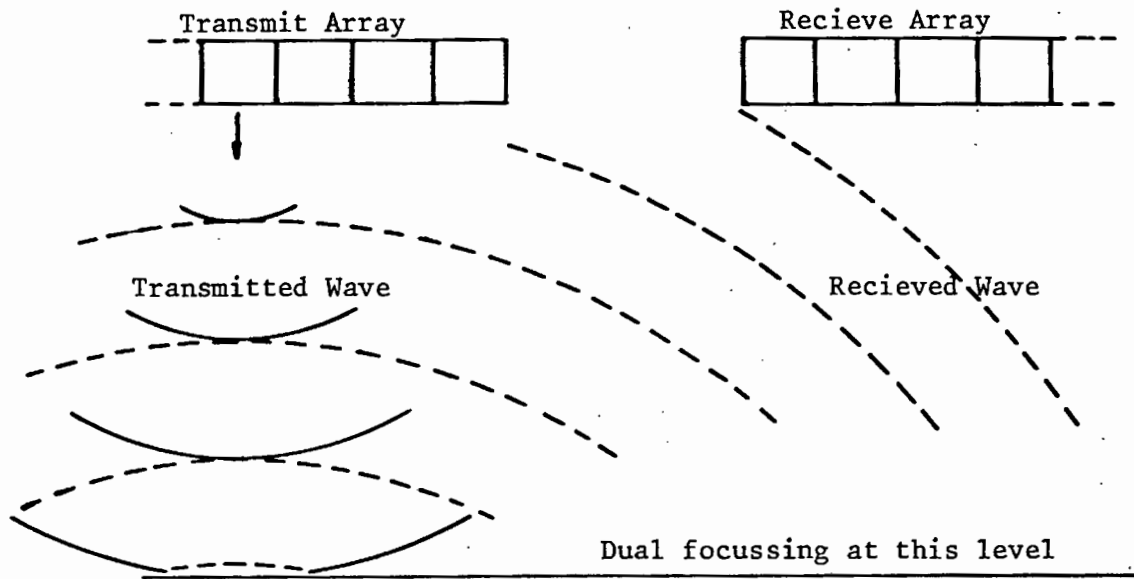 Transmit Array
Recieve Array
Transmitted Wave
Recieved Wave
Dual focussing at this level